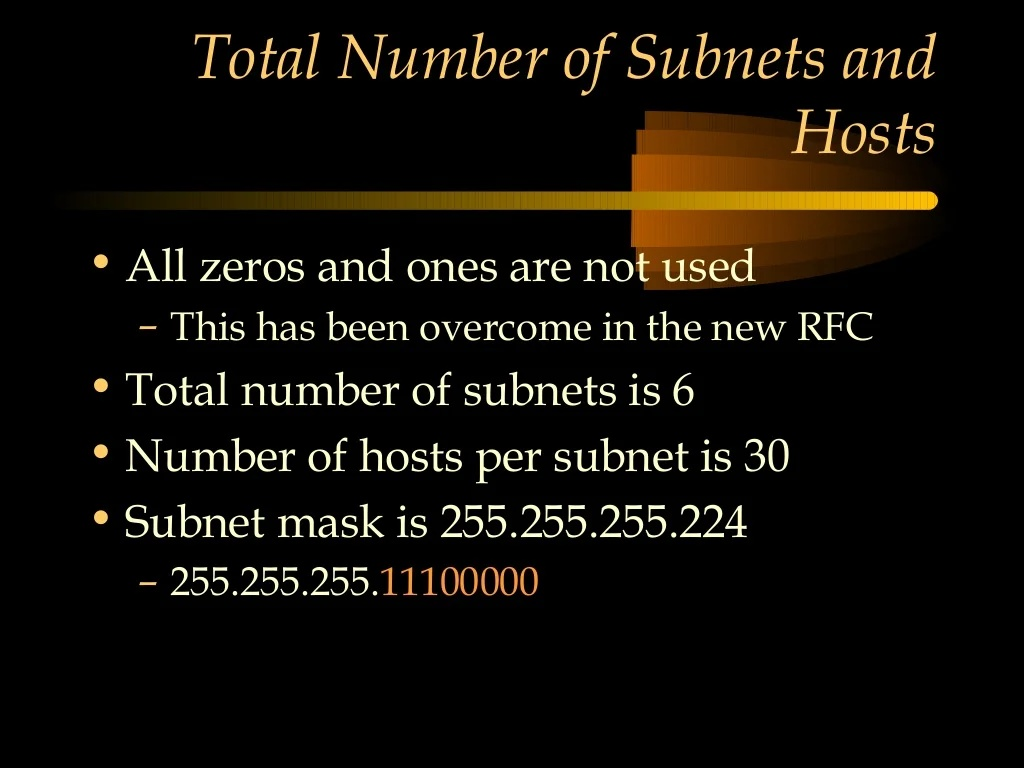 Total Number of Subnets and
Hosts
• All zeros and ones are not used
– This has been overcome in the new RFC
• Total number of subnets is 6
• Number of hosts per subnet is 30
• Subnet mask is 255.255.255.224
– 255.255.255.11100000